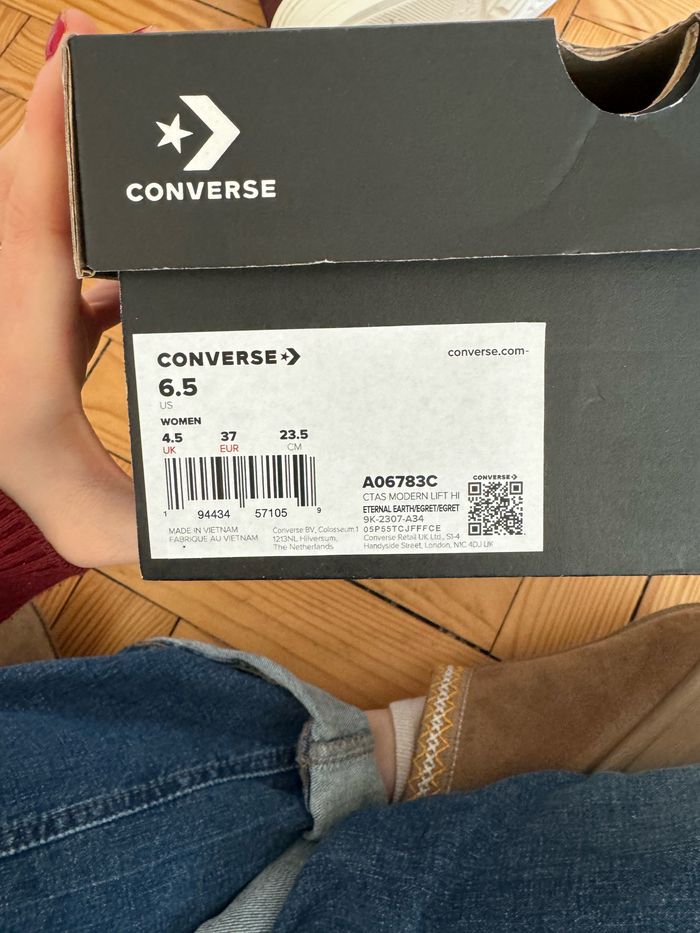 CONVERSE
CONVERSE
converse.com
6.5
US
WOMEN
4.5 37 23.5
UK EUR CM
1 94434 57105 9
MADE IN VIETNAM
FABRIQUE AU VIETNAM
Converse BV, Colosseum 1
1213NL Hilversum,
The Netherlands
A06783C
CTAS MODERN LIFT HI
ETERNAL EARTH/EGRET/EGRET
9K-2307-A34
05P55TCJFFFCE
Converse Retail UK Ltd., S1-4
Handyside Street, London, N1C 4DJ UK
CONVERSE